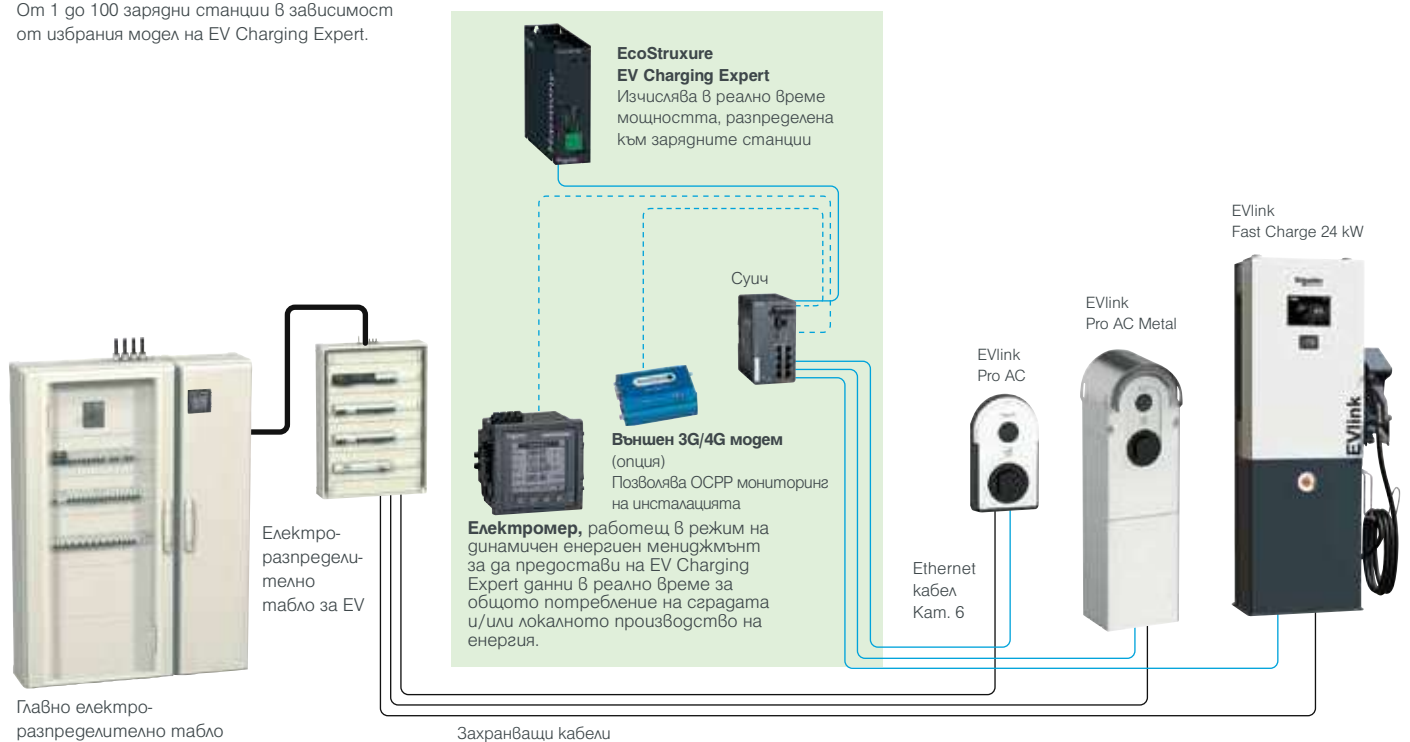 От 1 до 100 зарядни станции в зависимост
от избрания модел на EV Charging Expert.
EcoStruxure
EV Charging Expert
Изчислява в реално време
мощността, разпределена
към зарядните станции
Суич
EVlink
Fast Charge 24 kW
EVlink
Pro AC Metal
EVlink
Pro AC
EVlink
Външен 3G/4G модем
(опция)
Позволява OCPP мониторинг
на инсталацията
Електромер, работещ в режим на
динамичен енергиен мениджмънт
за да предостави на EV Charging
Expert данни в реално време за
общото потребление на сградата
и/или локалното производство на
енергия.
Електро-
разпредели-
телно
табло за EV
Ethernet
кабел
Кат. 6
Главно електро-
разпределително табло
Захранващи кабели